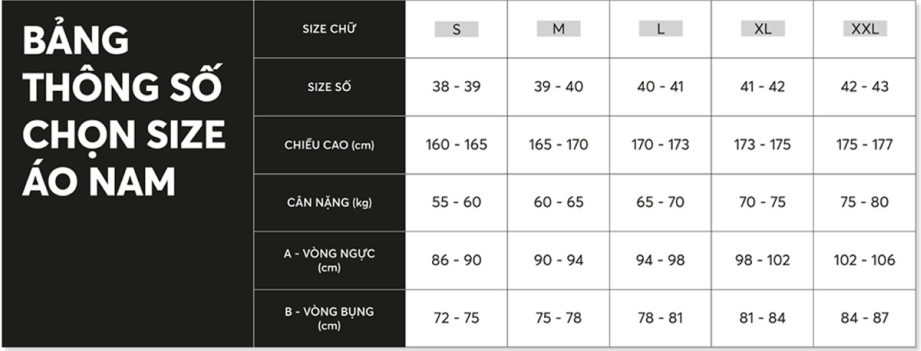 BẢNG
THÔNG SỐ
CHỌN SIZE
ÁO NAM
SIZE CHỮ S M L XL XXL
SIZE SỐ 38 - 39 39 - 40 40 - 41 41 - 42 42 - 43
CHIỀU CAO (cm) 160 - 165 165 - 170 170 - 173 173 - 175 175 - 177
CÂN NẶNG (kg) 55 - 60 60 - 65 65 - 70 70 - 75 75 - 80
A - VÒNG NGỰC
(cm) 86 - 90 90 - 94 94 - 98 98 - 102 102 - 106
B - VÒNG BỤNG
(cm) 72 - 75 75 - 78 78 - 81 81 - 84 84 - 87